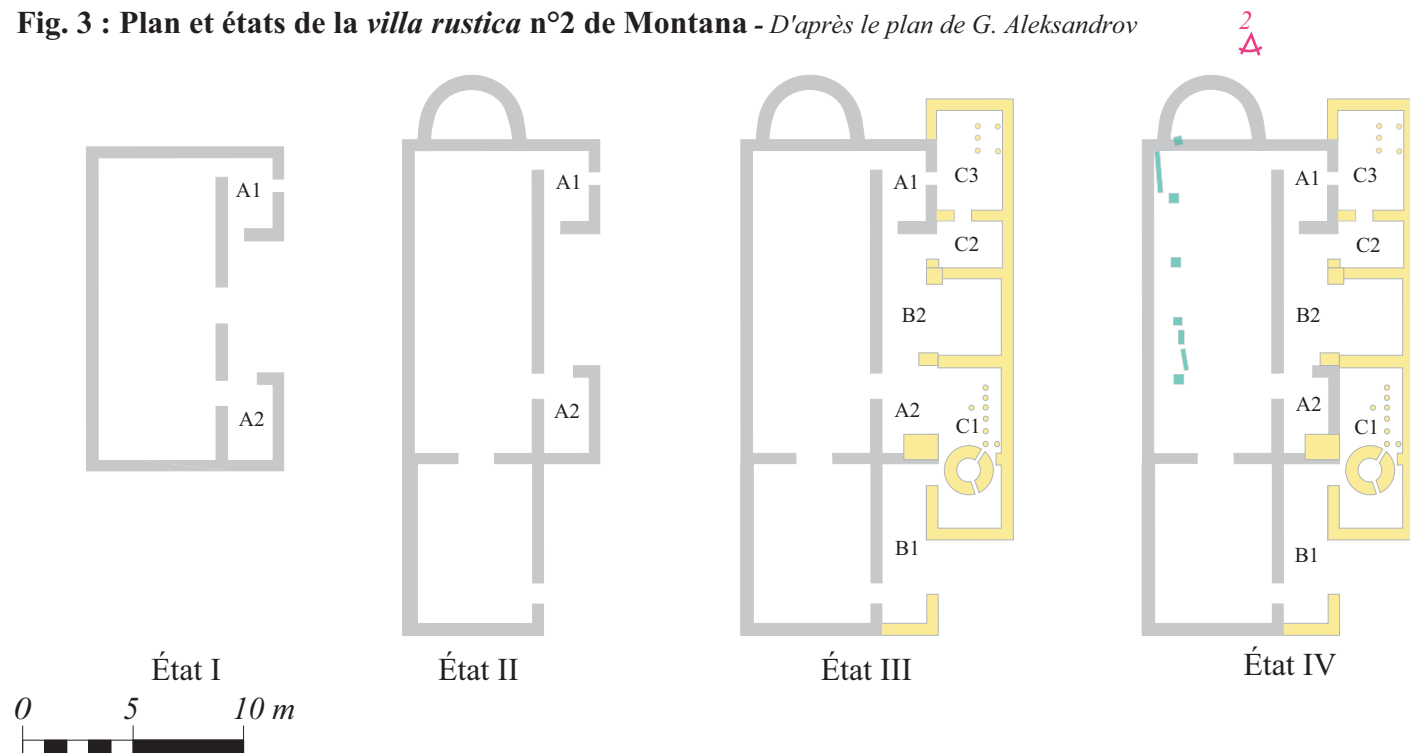 Fig. 3 : Plan et états de la villa rustica n°2 de Montana - D'après le plan de G. Aleksandrov
2
A1
A2
État I
A1
A2
État II
A1
C3
C2
B2
A2
C1
B1
État III
A1
C3
C2
B2
A2
C1
B1
État IV
0 5 10 m